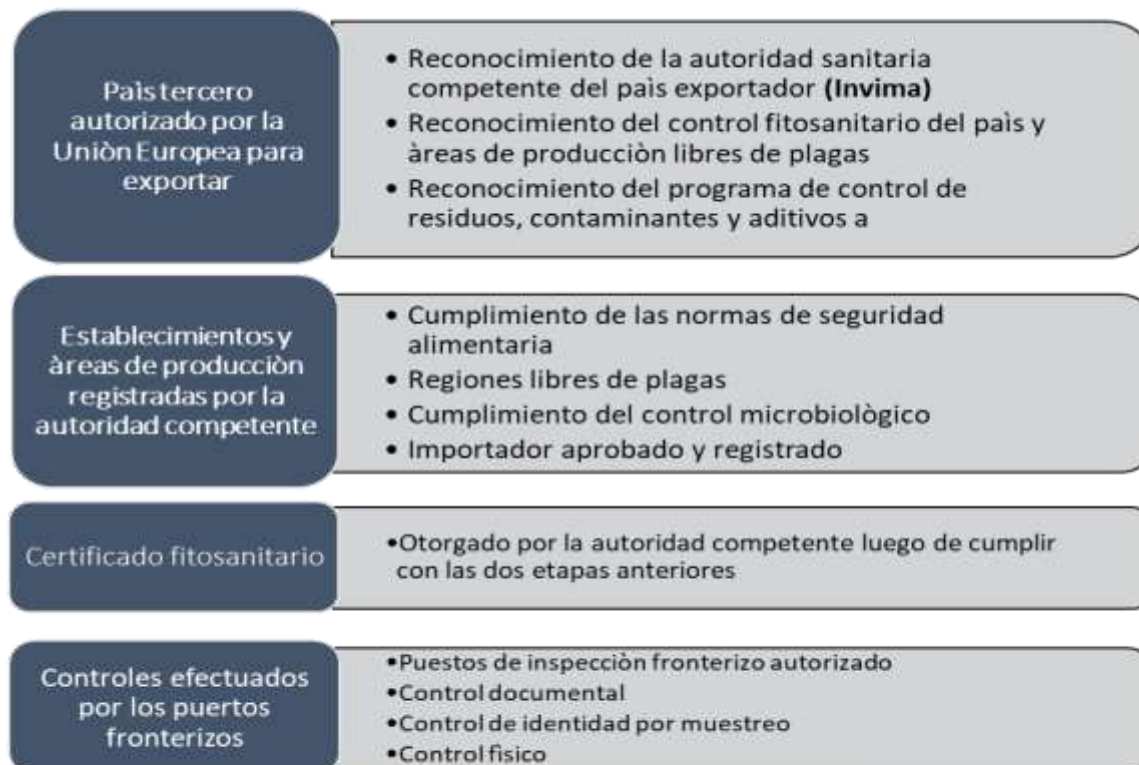 Paìs tercero
autorizado por la
Uniòn Europea para
exportar
• Reconocimiento de la autoridad sanitaria
competente del paìs exportador (Invima)
• Reconocimiento del control fitosanitario del paìs y
àreas de producciòn libres de plagas
• Reconocimiento del programa de control de
residuos, contaminantes y aditivos a
Establecimientos y
àreas de producciòn
registradas por la
autoridad competente
• Cumplimiento de las normas de seguridad
alimentaria
• Regiones libres de plagas
• Cumplimiento del control microbiològico
• Importador aprobado y registrado
Certificado fitosanitario
•Otorgado por la autoridad competente luego de cumplir
con las dos etapas anteriores
Controles efectuados
por los puertos
fronterizos
•Puestos de inspecciòn fronterizo autorizado
•Control documental
•Control de identidad por muestreo
•Control fìsico